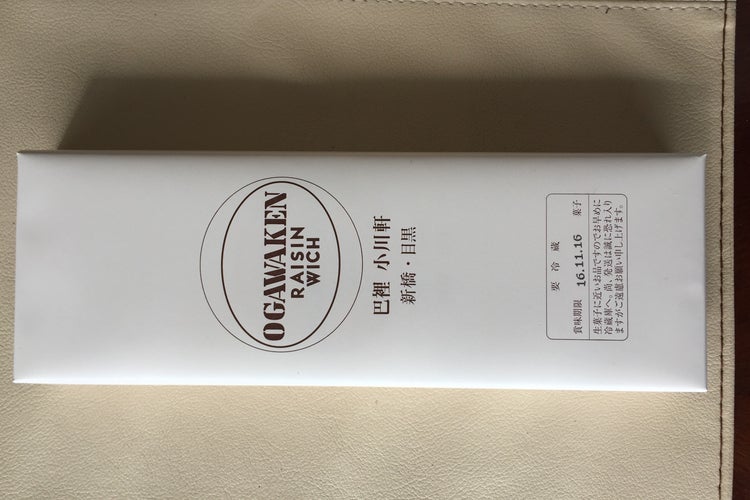 OGAWAKEN
RAISIN
WICH
巴裡 小川軒
新橋・目黒
要冷蔵 菓子
賞味期限 16.11.16
生菓子に近いお品ですのでお早めに
冷蔵庫へ。尚、発送は誠に恐れ入り
ますがご遠慮お願い申し上げます。